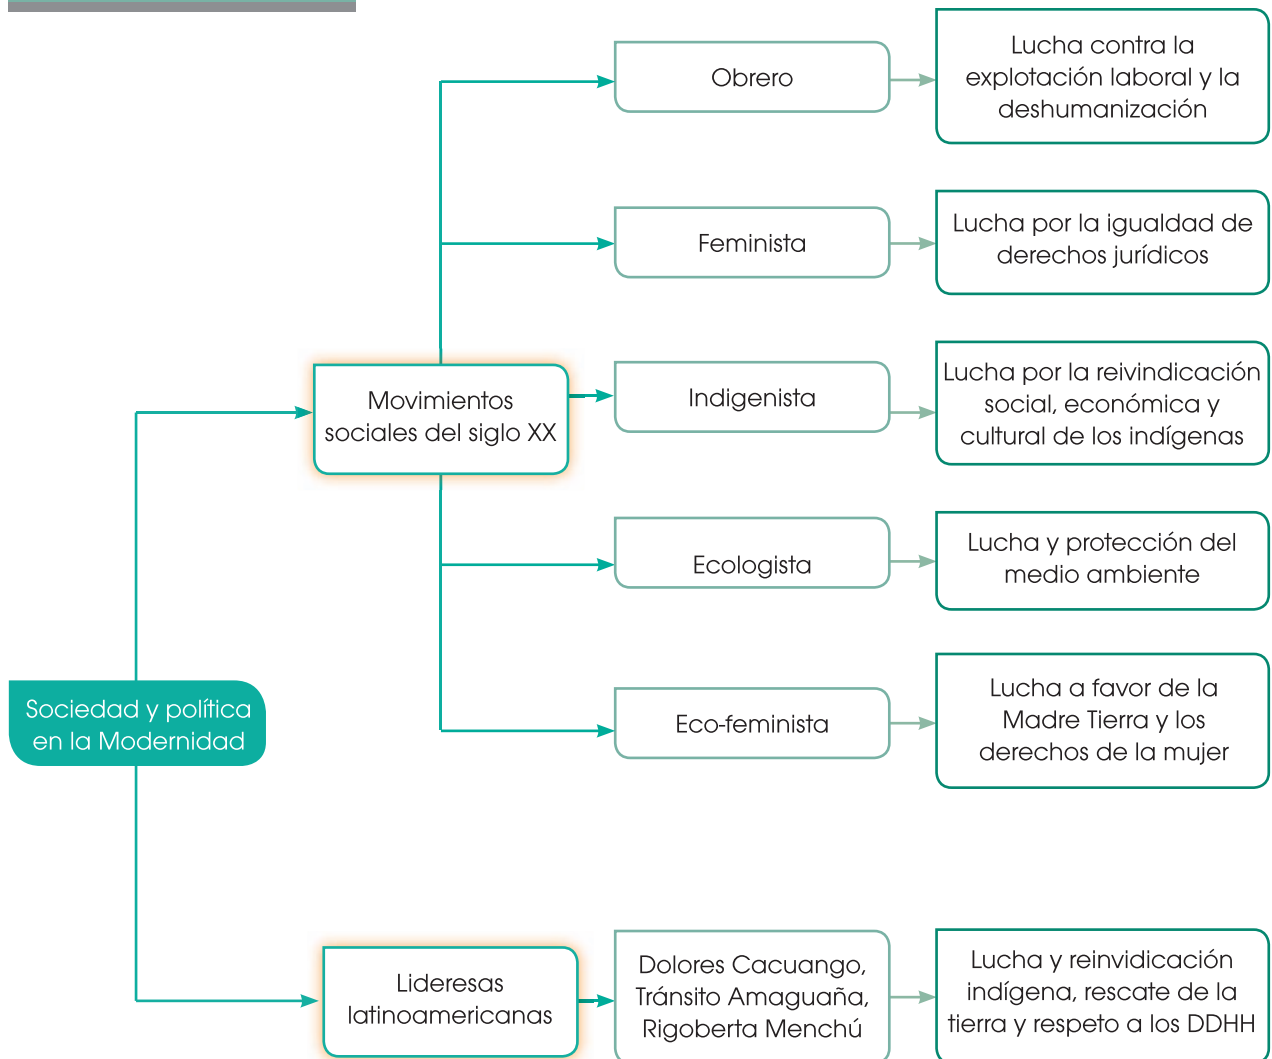 Obrero
Lucha contra la
explotación laboral y la
deshumanización
Feminista
Lucha por la igualdad de
derechos jurídicos
Movimientos
sociales del siglo XX
Indigenista
Lucha por la reivindicación
social, económica y
cultural de los indígenas
Ecologista
Lucha y protección del
medio ambiente
Sociedad y política
en la Modernidad
Eco-feminista
Lucha a favor de la
Madre Tierra y los
derechos de la mujer
Lideresas
latinoamericanas
Dolores Cacuango,
Tránsito Amaguaña,
Rigoberta Menchú
Lucha y reinvidicación
indígena, rescate de la
tierra y respeto a los DDHH